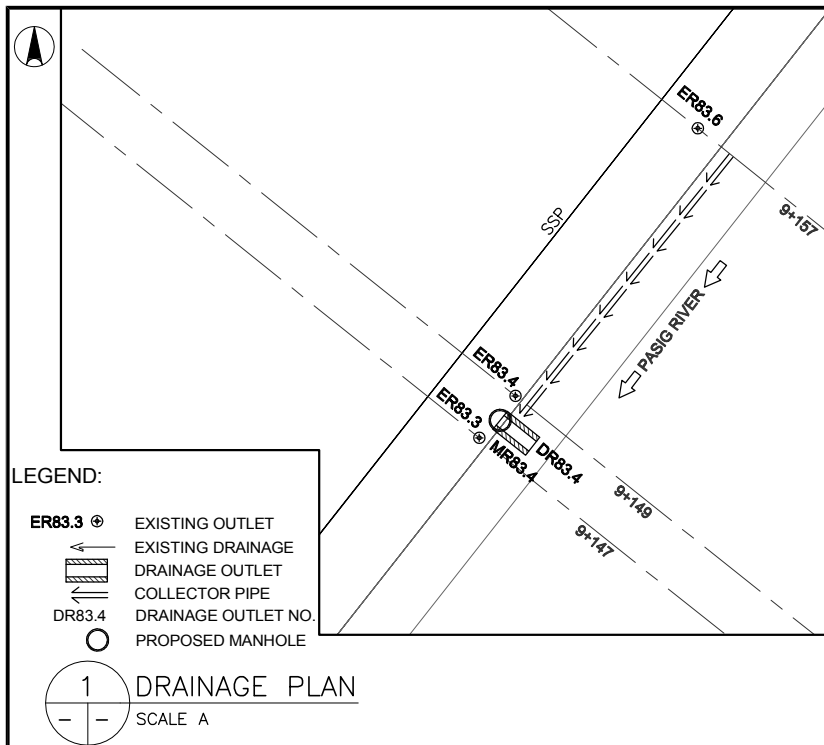 ER83.6
SSP
9+157
PASIG RIVER
ER83.4
ER83.3
MR83.4
DR83.4
9+149
9+147
LEGEND:
ER83.3 EXISTING OUTLET
EXISTING DRAINAGE
DRAINAGE OUTLET
COLLECTOR PIPE
DR83.4 DRAINAGE OUTLET NO.
PROPOSED MANHOLE
1 DRAINAGE PLAN
- - SCALE A